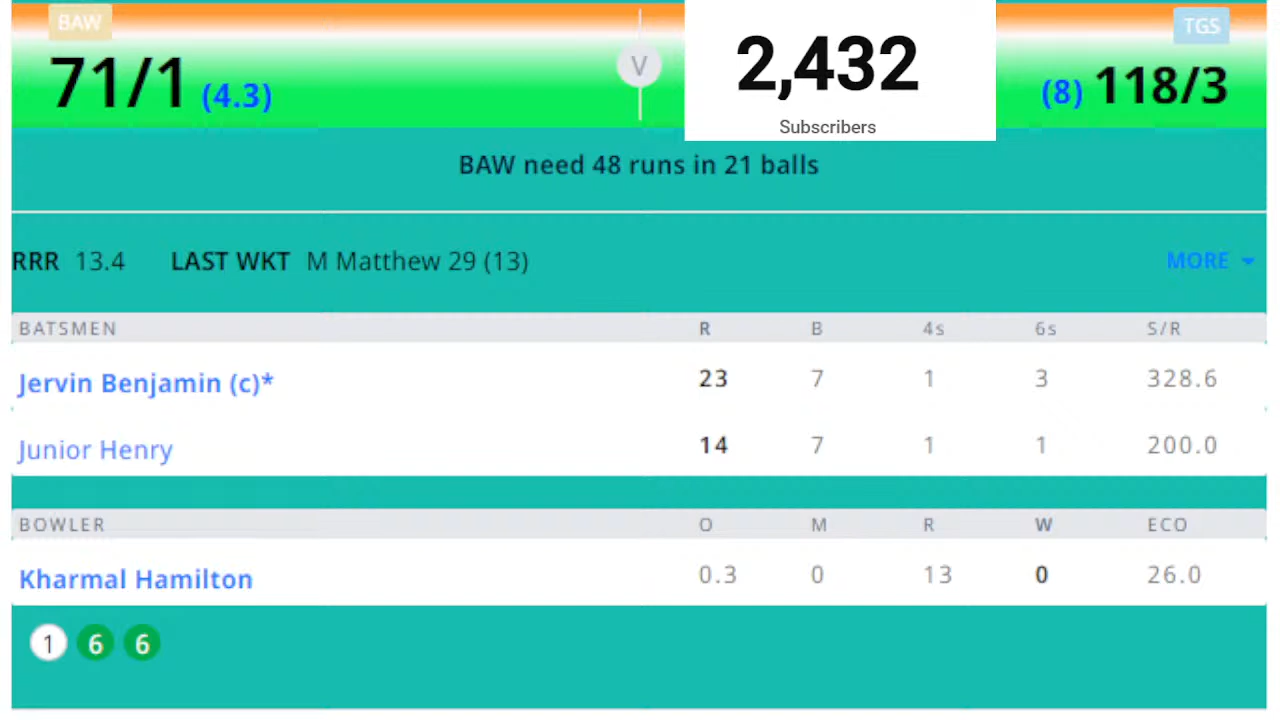 BAW
TGS
71/1 (4.3)
V
2,432
Subscribers
(8) 118/3
BAW need 48 runs in 21 balls
RRR 13.4 LAST WKT M Matthew 29 (13)
MORE
BATSMEN R B 4s 6s S/R
Jervin Benjamin (c)* 23 7 1 3 328.6
Junior Henry 14 7 1 1 200.0
BOWLER O M R W ECO
Kharmal Hamilton 0.3 0 13 0 26.0
1 6 6